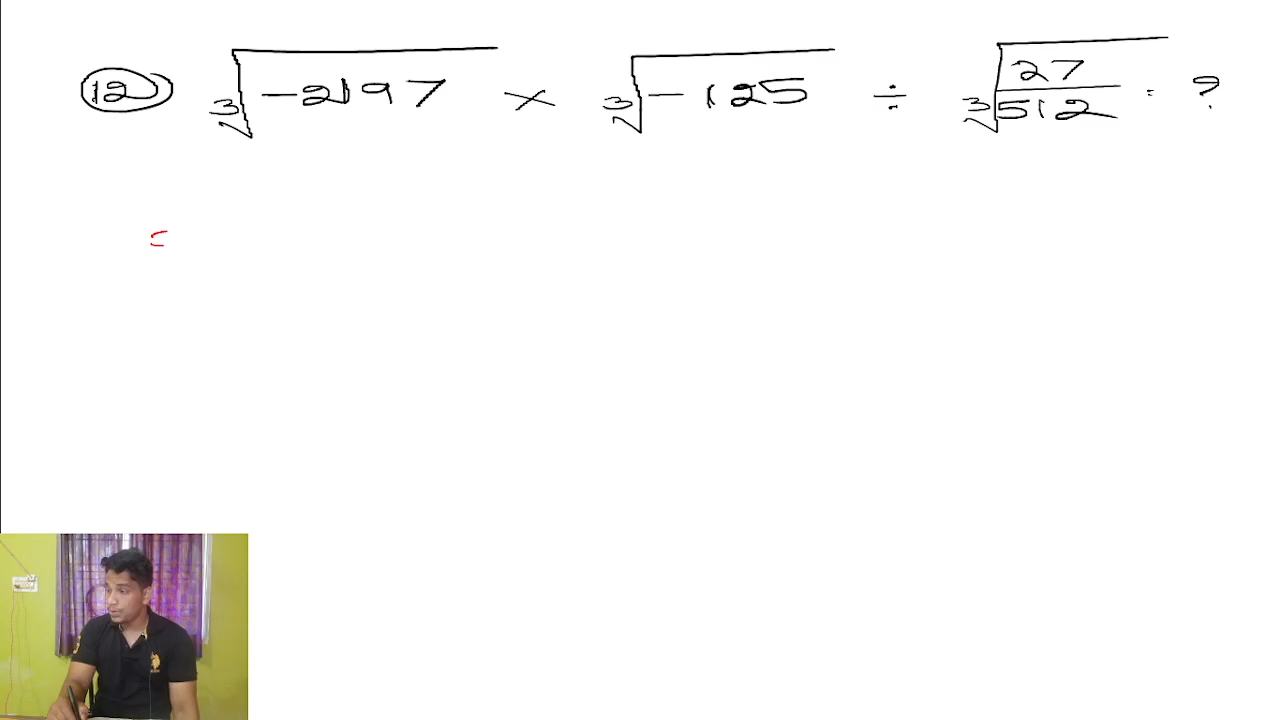 12) ∛-2197 × ∛-125 ÷ ∛27/512 = ?
=